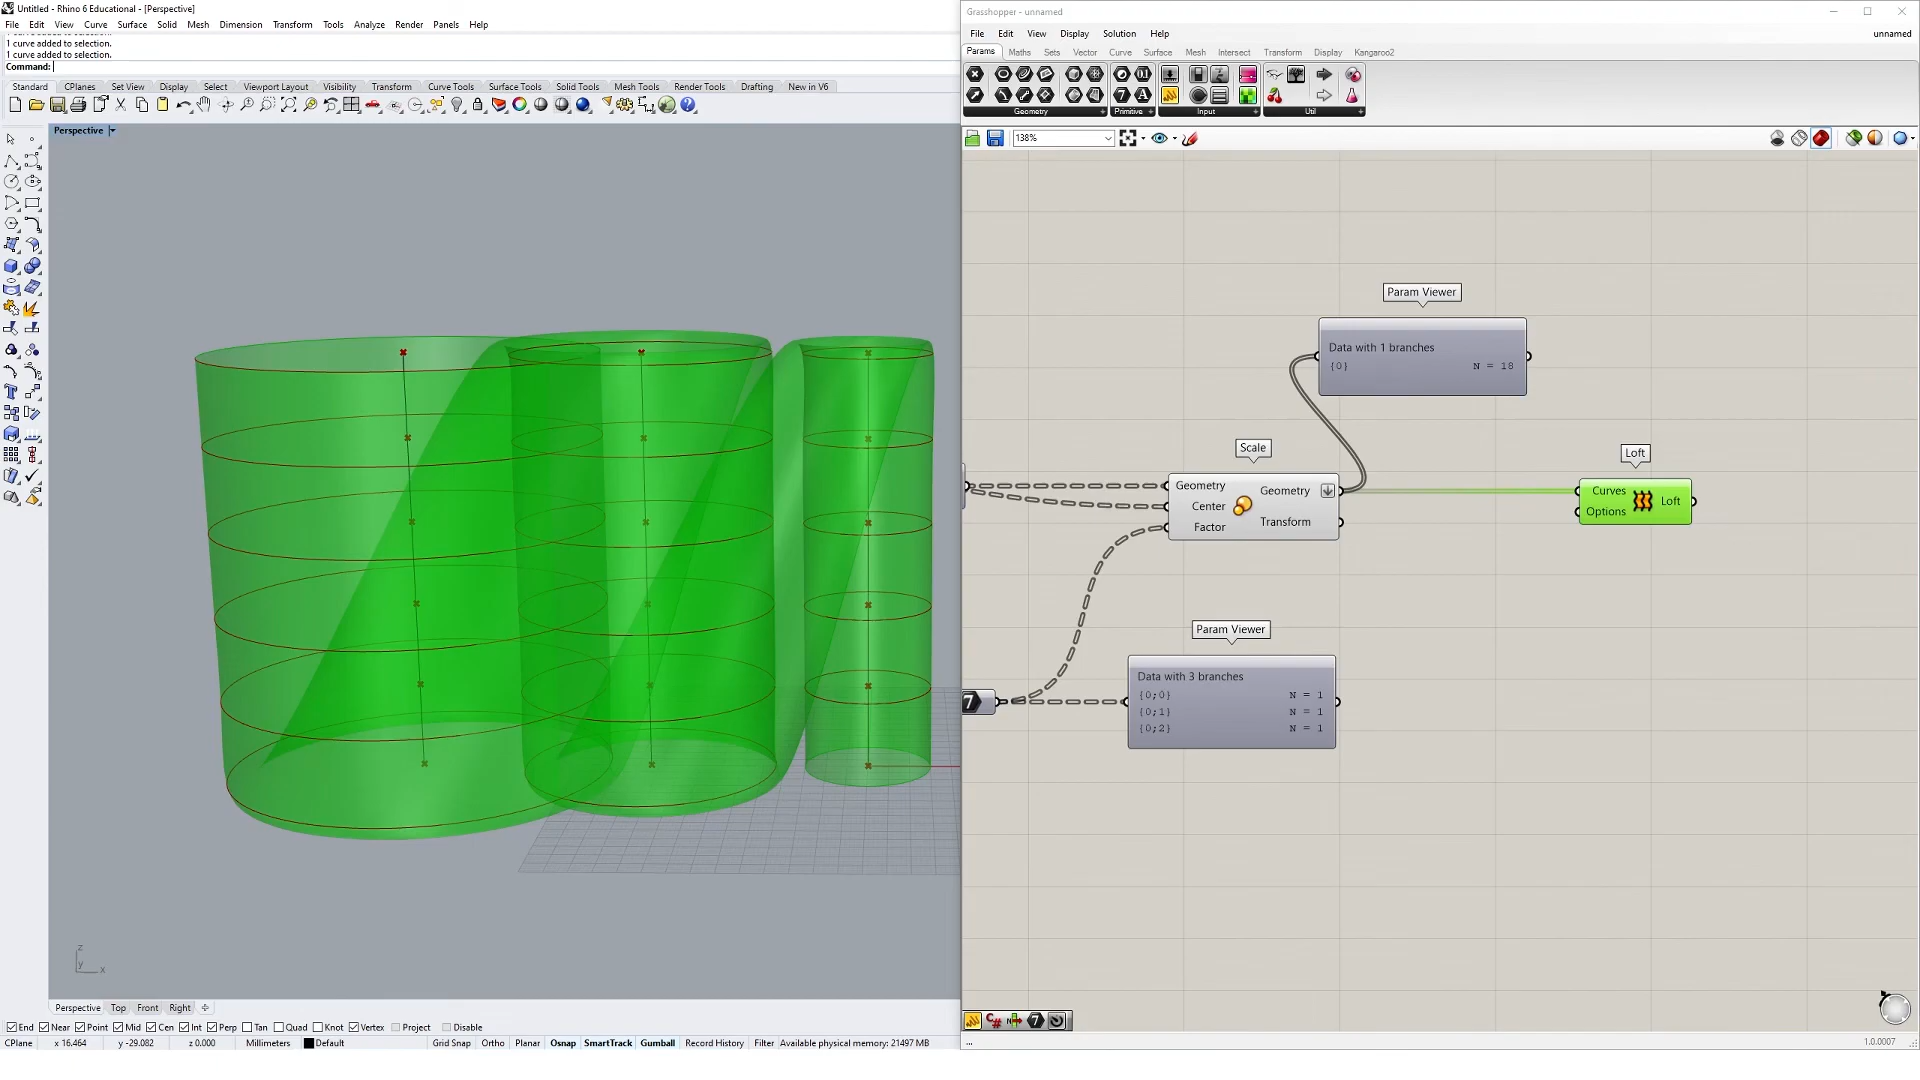 Untitled - Rhino 6 Educational - [Perspective]
File Edit View Curve Surface Solid Mesh Dimension Transform Tools Analyze Render Panels Help
1 curve added to selection.
1 curve added to selection.
Command:
Standard CPlanes Set View Display Select Viewport Layout Visibility Transform Curve Tools Surface Tools Solid Tools Mesh Tools Render Tools Drafting New in V6
Perspective
z
y x
Perspective Top Front Right
End Near Point Mid Cen Int Perp Tan Quad Knot Vertex Project Disable
CPlane x 16.464 y -29.082 z 0.000 Millimeters Default Grid Snap Ortho Planar Osnap SmartTrack Gumball Record History Filter Available physical memory: 21497 MB
Grasshopper - unnamed
File Edit View Display Solution Help unnamed
Params Maths Sets Vector Curve Surface Mesh Intersect Transform Display Kangaroo2
Geometry Primitive Input Util
138%
Param Viewer
Data with 1 branches
{0} N = 18
Scale
Geometry Geometry
Center
Factor Transform
Loft
Curves Loft
Options
Param Viewer
7
Data with 3 branches
{0;0} N = 1
{0;1} N = 1
{0;2} N = 1
...
1.0.0007